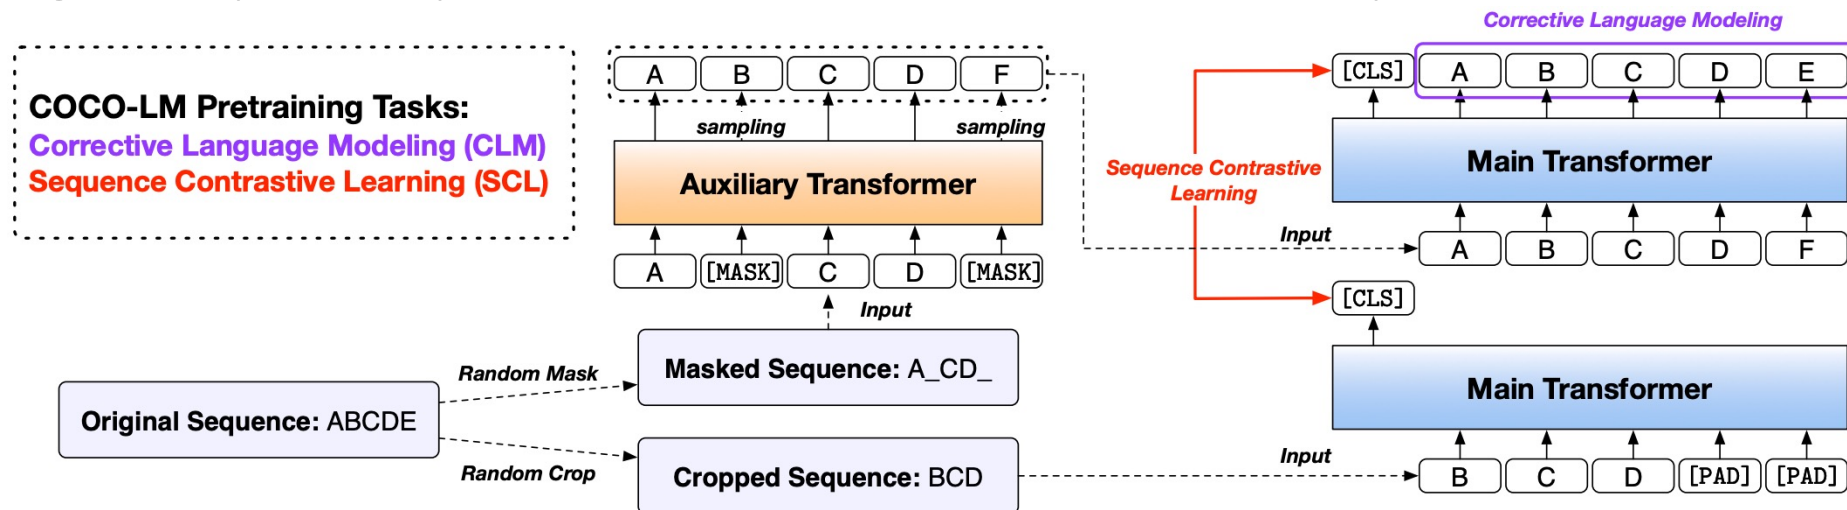 Corrective Language Modeling
COCO-LM Pretraining Tasks:
Corrective Language Modeling (CLM)
Sequence Contrastive Learning (SCL)
A B C D F
sampling sampling
Auxiliary Transformer
A [MASK] C D [MASK]
Input
Original Sequence: ABCDE
Random Mask
Masked Sequence: A_CD_
Random Crop
Cropped Sequence: BCD
[CLS] A B C D E
Main Transformer
Sequence Contrastive
Learning
Input
A B C D F
[CLS]
Main Transformer
Input
B C D [PAD] [PAD]